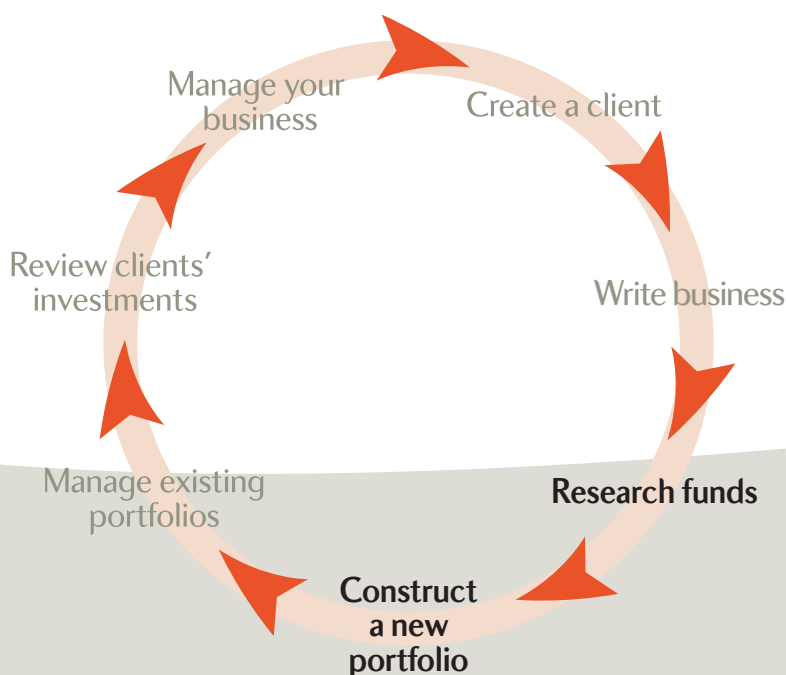 Manage your
business
Create a client
Review clients’
investments
Write business
Manage existing
portfolios
Research funds
Construct
a new
portfolio